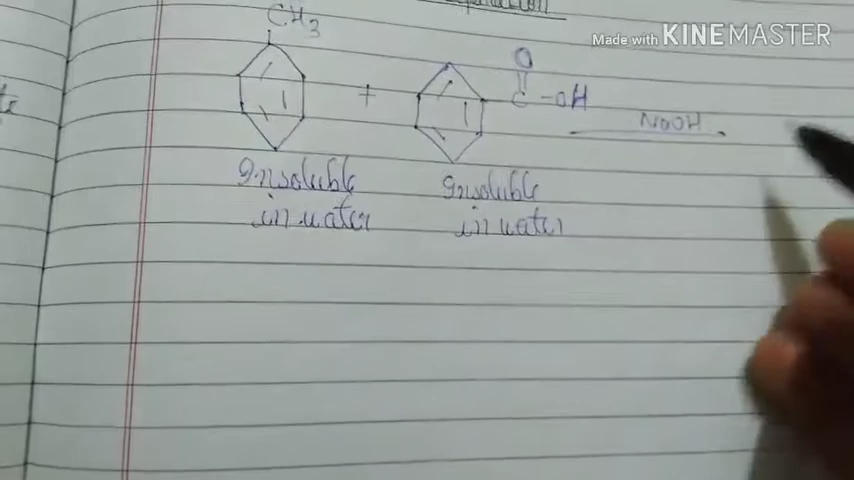 Made with KINEMASTER
CH3
O
+ C - OH NaOH
Insoluble Insoluble
in water in water